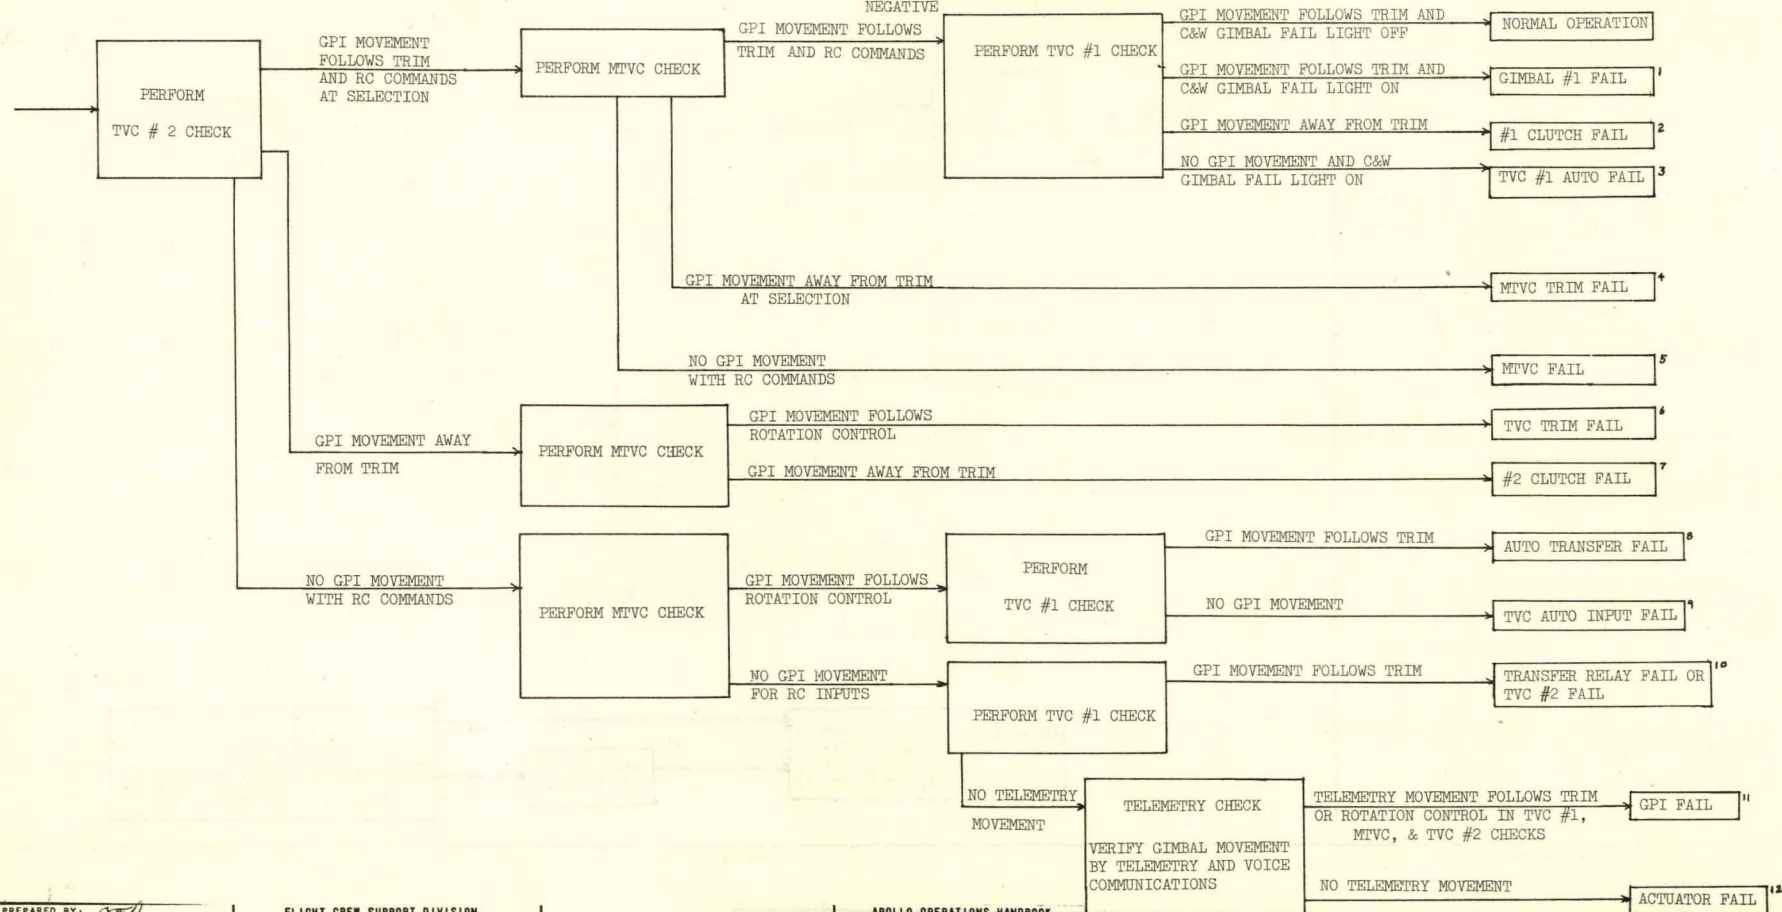 NEGATIVE
PERFORM
TVC # 2 CHECK
GPI MOVEMENT
FOLLOWS TRIM
AND RC COMMANDS
AT SELECTION
PERFORM MTVC CHECK
GPI MOVEMENT FOLLOWS
TRIM AND RC COMMANDS
PERFORM TVC #1 CHECK
GPI MOVEMENT FOLLOWS TRIM AND
C&W GIMBAL FAIL LIGHT OFF
NORMAL OPERATION
GPI MOVEMENT FOLLOWS TRIM AND
C&W GIMBAL FAIL LIGHT ON
GIMBAL #1 FAIL 1
GPI MOVEMENT AWAY FROM TRIM
#1 CLUTCH FAIL 2
NO GPI MOVEMENT AND C&W
GIMBAL FAIL LIGHT ON
TVC #1 AUTO FAIL 3
GPI MOVEMENT AWAY FROM TRIM
AT SELECTION
MTVC TRIM FAIL 4
NO GPI MOVEMENT
WITH RC COMMANDS
MTVC FAIL 5
GPI MOVEMENT AWAY
FROM TRIM
PERFORM MTVC CHECK
GPI MOVEMENT FOLLOWS
ROTATION CONTROL
TVC TRIM FAIL 6
GPI MOVEMENT AWAY FROM TRIM
#2 CLUTCH FAIL 7
NO GPI MOVEMENT
WITH RC COMMANDS
PERFORM MTVC CHECK
GPI MOVEMENT FOLLOWS
ROTATION CONTROL
PERFORM
TVC #1 CHECK
GPI MOVEMENT FOLLOWS TRIM
AUTO TRANSFER FAIL 8
NO GPI MOVEMENT
TVC AUTO INPUT FAIL 9
NO GPI MOVEMENT
FOR RC INPUTS
PERFORM TVC #1 CHECK
GPI MOVEMENT FOLLOWS TRIM
TRANSFER RELAY FAIL OR 10
TVC #2 FAIL
NO TELEMETRY
MOVEMENT
TELEMETRY CHECK
VERIFY GIMBAL MOVEMENT
BY TELEMETRY AND VOICE
COMMUNICATIONS
TELEMETRY MOVEMENT FOLLOWS TRIM
OR ROTATION CONTROL IN TVC #1,
MTVC, & TVC #2 CHECKS
GPI FAIL 11
NO TELEMETRY MOVEMENT
ACTUATOR FAIL 12
PREPARED BY:
FLIGHT CREW SUPPORT DIVISION
APOLLO OPERATIONS HANDBOOK